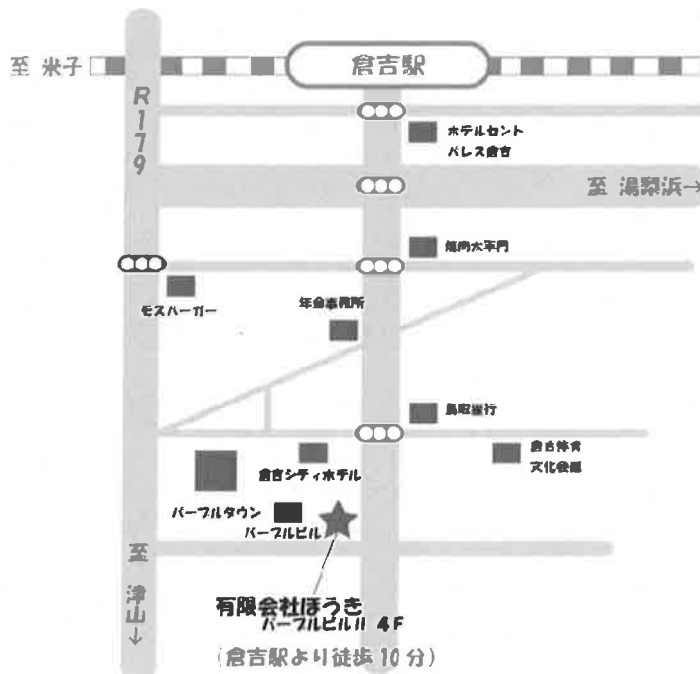 至 米子
倉吉駅
R179
ホテルセント
パレス倉吉
至 湯梨浜→
焼肉大平門
モスバーガー
年金事務所
鳥取銀行
倉吉シティホテル
倉吉体育
文化会館
パープルタウン
パープルビル
至 津山→
有限会社ほうき
パープルビルⅡ 4F
(倉吉駅より徒歩10分)